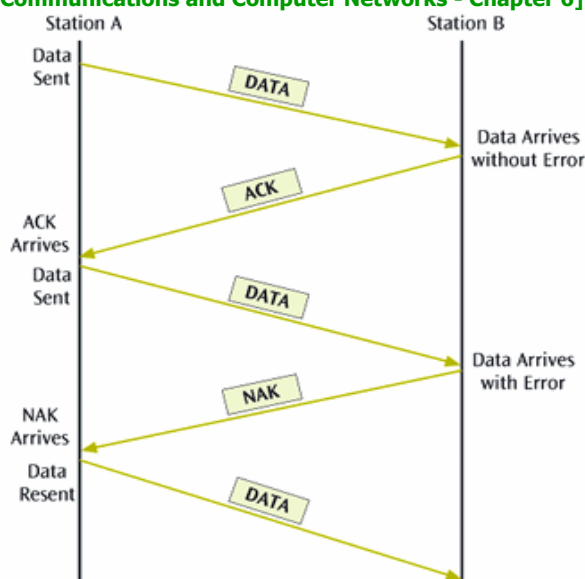 Communications and Computer Networks - Chapter 6]
Station A
Station B
Data
Sent
DATA
Data Arrives
without Error
ACK
ACK
Arrives
Data
Sent
DATA
Data Arrives
with Error
NAK
NAK
Arrives
Data
Resent
DATA